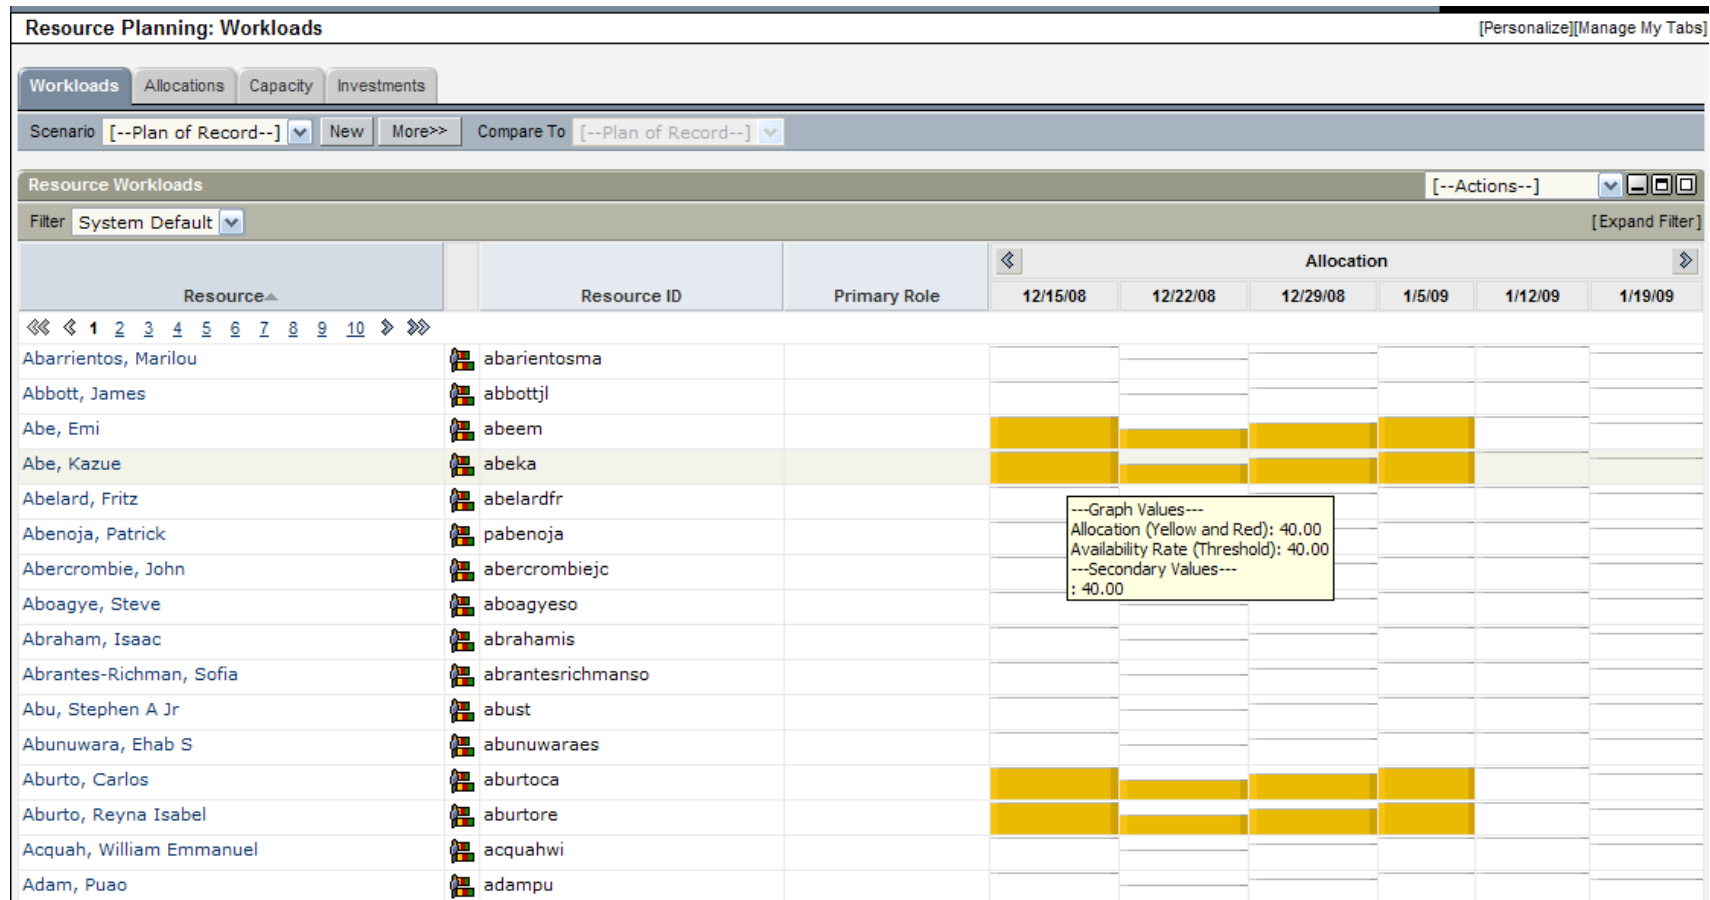 Resource Planning: Workloads [Personalize][Manage My Tabs]
Workloads Allocations Capacity Investments
Scenario [--Plan of Record--] New More>> Compare To [--Plan of Record--]
Resource Workloads [--Actions--]
Filter System Default [Expand Filter]
Allocation
Resource Resource ID Primary Role 12/15/08 12/22/08 12/29/08 1/5/09 1/12/09 1/19/09
1 2 3 4 5 6 7 8 9 10
Abarrientos, Marilou abarientosma
Abbott, James abbottjl
Abe, Emi abeem
Abe, Kazue abeka
Abelard, Fritz abelardfr
---Graph Values---
Allocation (Yellow and Red): 40.00
Availability Rate (Threshold): 40.00
---Secondary Values---
: 40.00
Abenoja, Patrick pabenoja
Abercrombie, John abercrombiejc
Aboagye, Steve aboagyeso
Abraham, Isaac abrahamis
Abrantes-Richman, Sofia abrantesrichmanso
Abu, Stephen A Jr abust
Abunuwara, Ehab S abunuwaraes
Aburto, Carlos aburtoca
Aburto, Reyna Isabel aburtore
Acquah, William Emmanuel acquahwi
Adam, Puao adampu